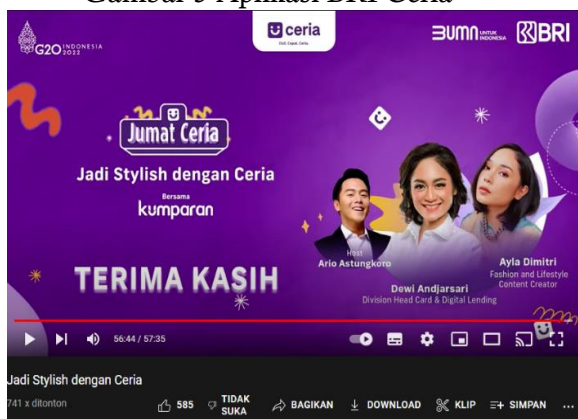 Gambar 3 Aplikasi BRI Ceria
G20 INDONESIA 2022
ceria
BUMN UNTUK INDONESIA
BRI
Jumat Ceria
Jadi Stylish dengan Ceria
Bersama
kumparan
TERIMA KASIH
Host
Ario Astungkoro
Dewi Andjarsari
Division Head Card & Digital Lending
Ayla Dimitri
Fashion and Lifestyle
Content Creator
56:44 / 57:35
Jadi Stylish dengan Ceria
741 x ditonton
585
TIDAK
SUKA
BAGIKAN
DOWNLOAD
KLIP
SIMPAN
...